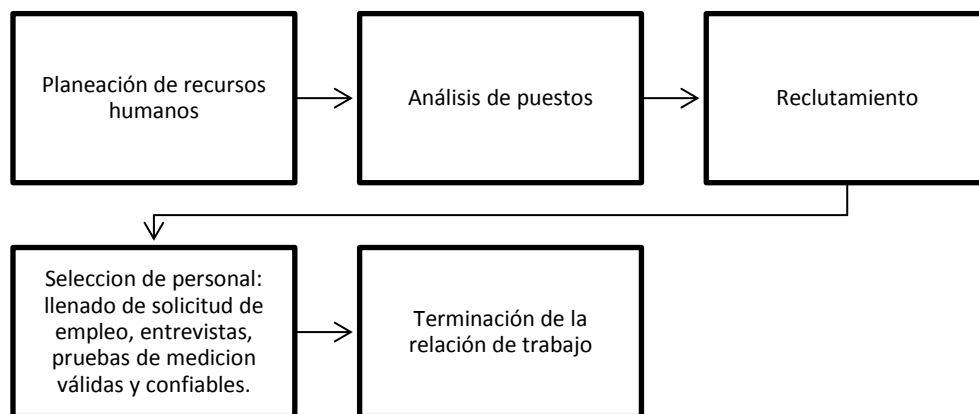 Planeación de recursos
humanos
Análisis de puestos
Reclutamiento
Seleccion de personal:
llenado de solicitud de
empleo, entrevistas,
pruebas de medicion
válidas y confiables.
Terminación de la
relación de trabajo